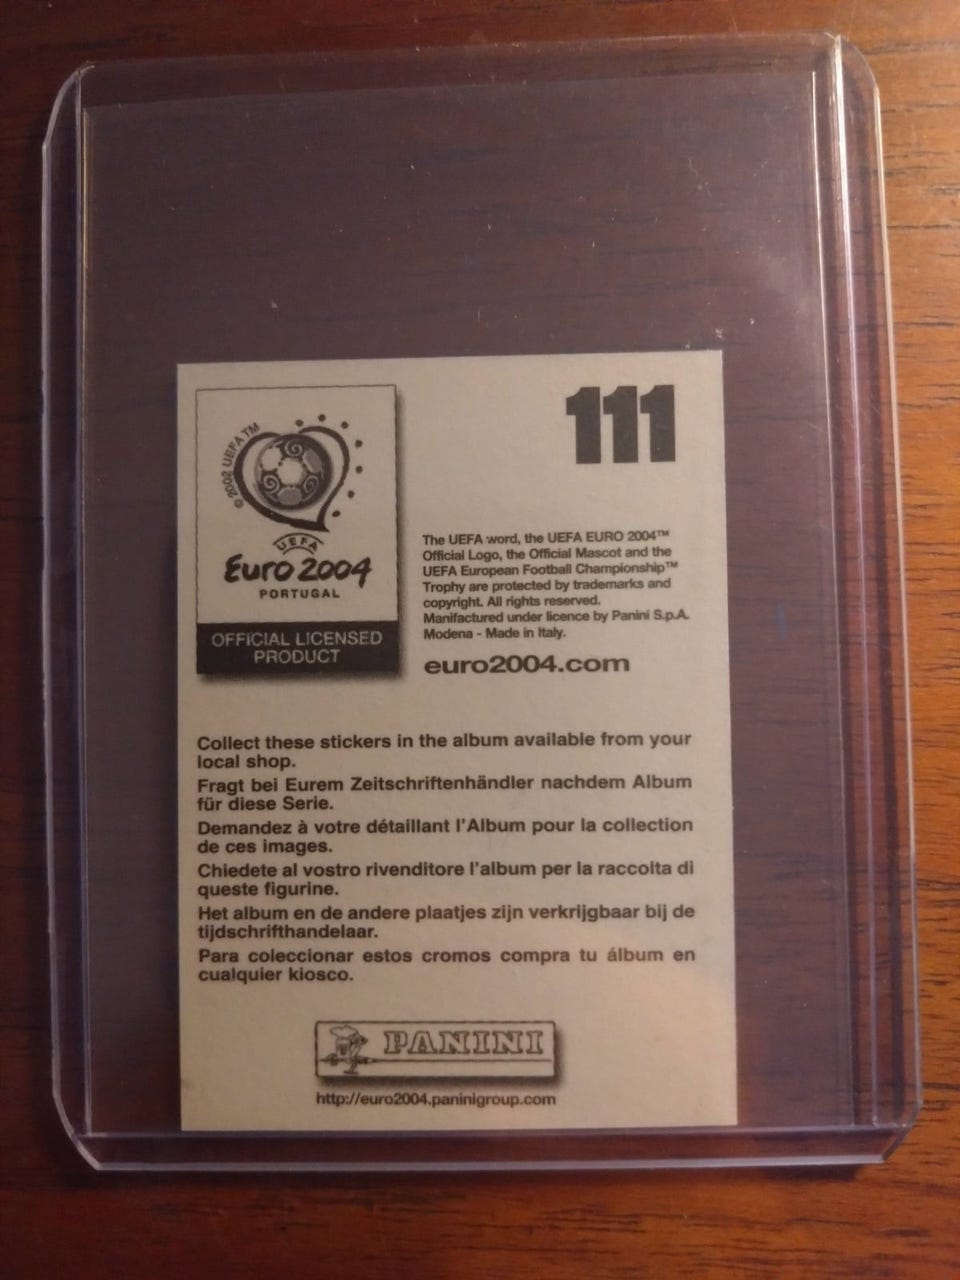 111
© 2002 UEFA TM
UEFA
Euro 2004
PORTUGAL
OFFICIAL LICENSED
PRODUCT
The UEFA word, the UEFA EURO 2004™
Official Logo, the Official Mascot and the
UEFA European Football Championship™
Trophy are protected by trademarks and
copyright. All rights reserved.
Manifactured under licence by Panini S.p.A.
Modena - Made in Italy.
euro2004.com
Collect these stickers in the album available from your
local shop.
Fragt bei Eurem Zeitschriftenhändler nachdem Album
für diese Serie.
Demandez à votre détaillant l'Album pour la collection
de ces images.
Chiedete al vostro rivenditore l'album per la raccolta di
queste figurine.
Het album en de andere plaatjes zijn verkrijgbaar bij de
tijdschrifthandelaar.
Para coleccionar estos cromos compra tu álbum en
cualquier kiosco.
PANINI
http://euro2004.paninigroup.com